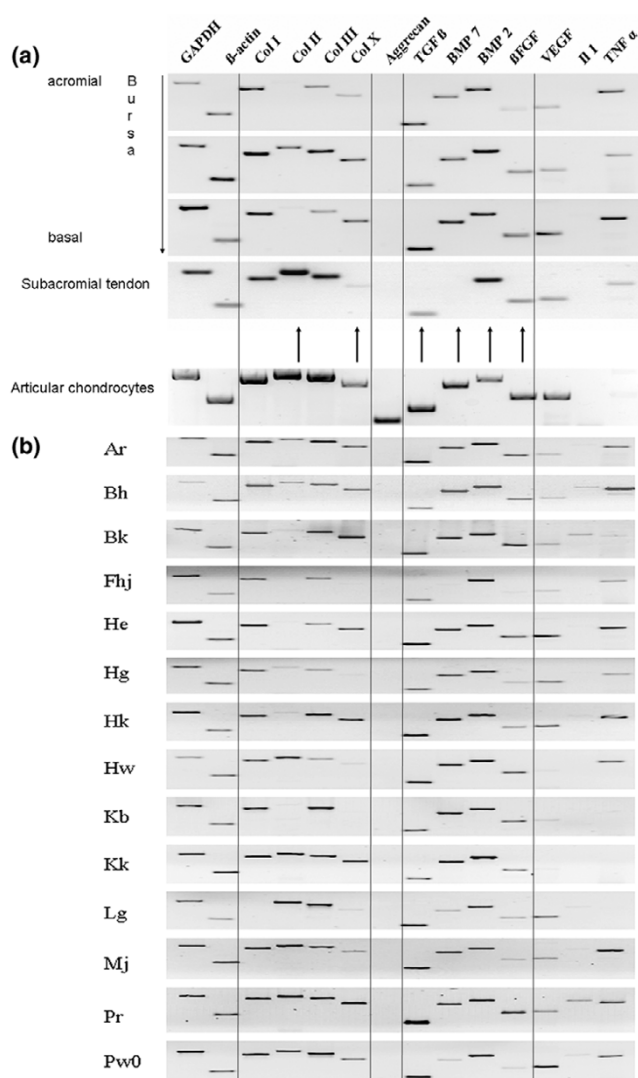 (a)
GAPDH β-actin Col I Col II Col III Col X Aggrecan TGF β BMP 7 BMP 2 βFGF VEGF Il 1 TNF α
acromial
Bursa
basal
Subacromial tendon
Articular chondrocytes
(b)
Ar
Bh
Bk
Fhj
He
Hg
Hk
Hw
Kb
Kk
Lg
Mj
Pr
Pw0